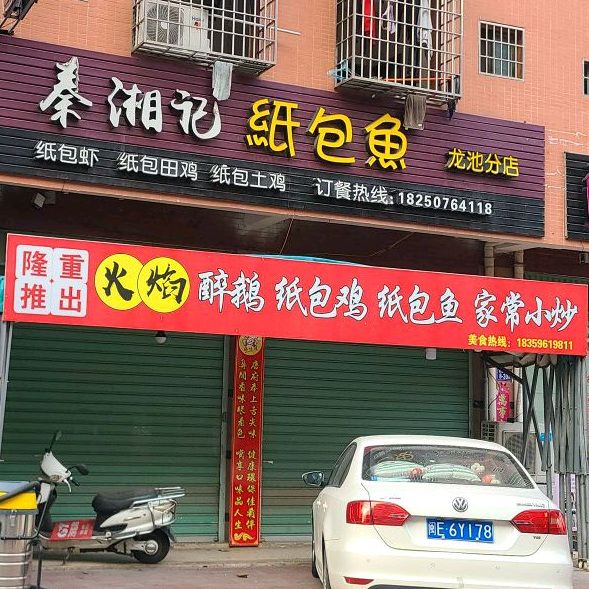 秦湘记 紙包魚 龙池分店
纸包虾 纸包田鸡 纸包土鸡 订餐热线:18250764118
隆重推出 火焰 醉鹅 纸包鸡 纸包鱼 家常小炒
美食热线：18359619811
闽E·6Y178